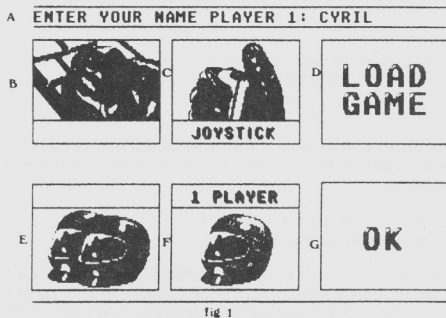 A ENTER YOUR NAME PLAYER 1: CYRIL
B C D LOAD
GAME
JOYSTICK
1 PLAYER
E F G OK
fig 1